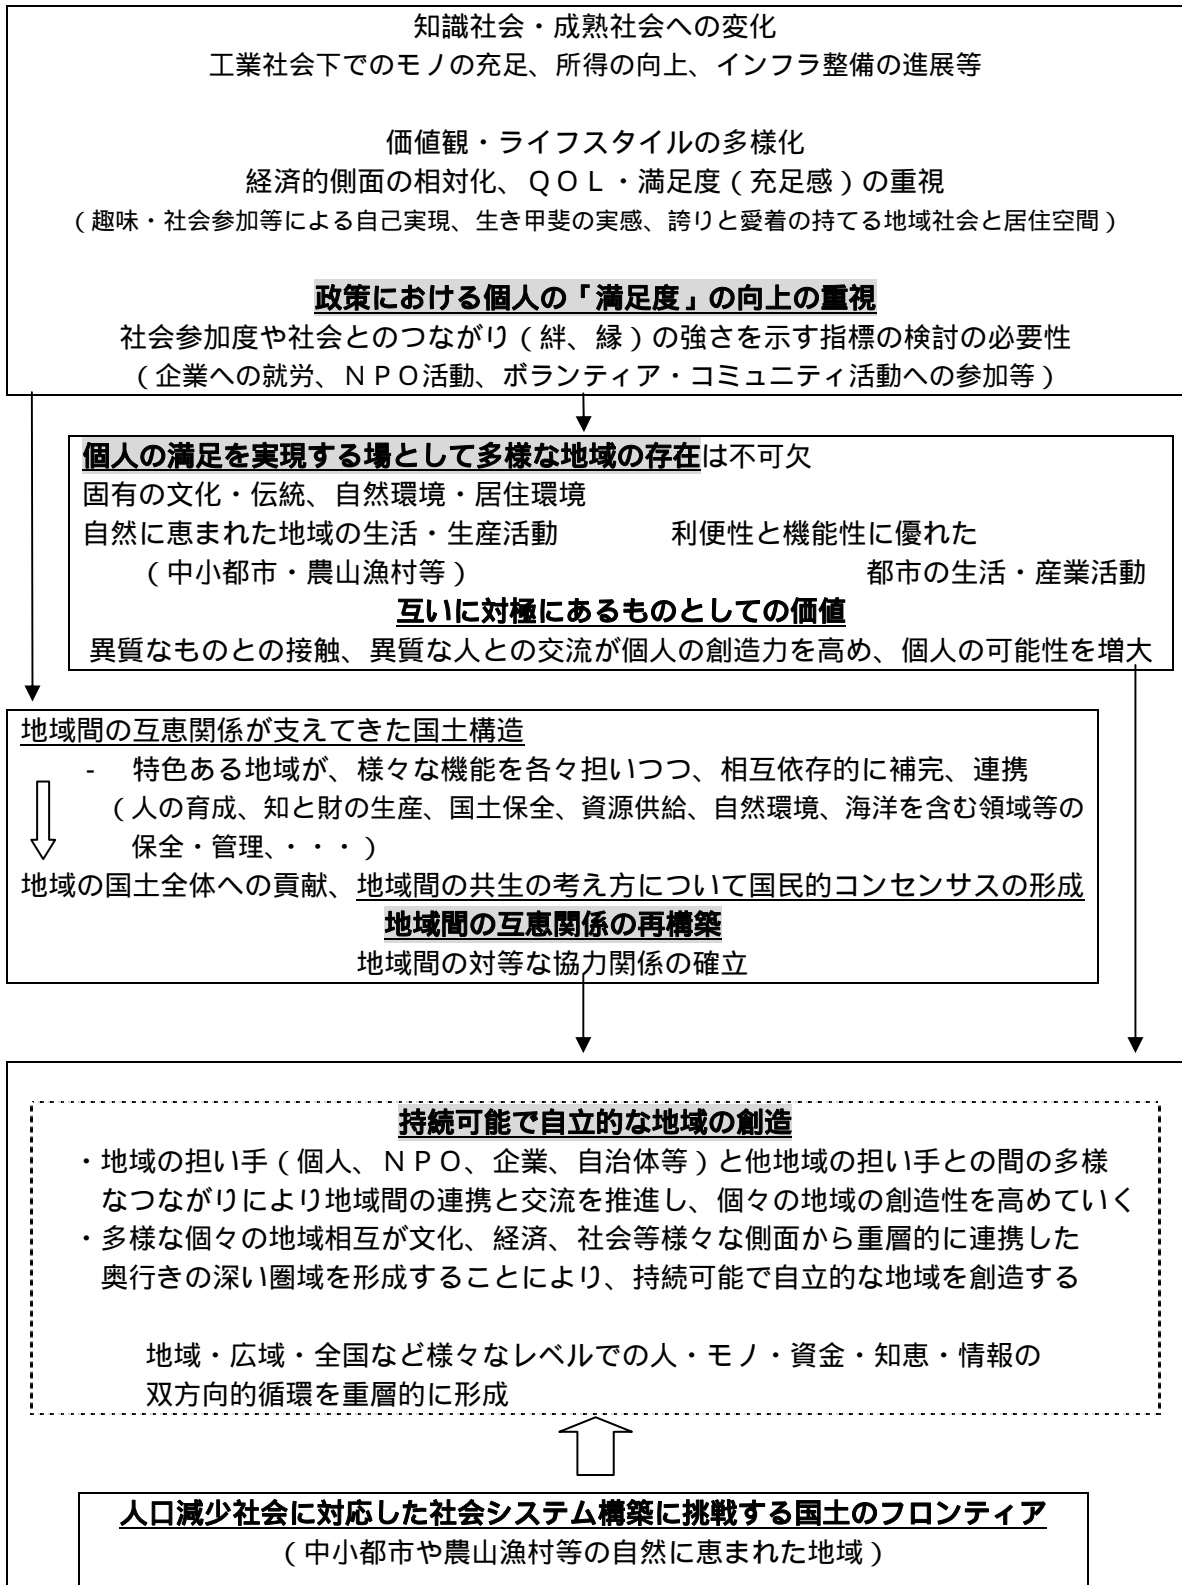 知識社会・成熟社会への変化
工業社会下でのモノの充足、所得の向上、インフラ整備の進展等
価値観・ライフスタイルの多様化
経済的側面の相対化、ＱＯＬ・満足度（充足感）の重視
（趣味・社会参加等による自己実現、生き甲斐の実感、誇りと愛着の持てる地域社会と居住空間）
政策における個人の「満足度」の向上の重視
社会参加度や社会とのつながり（絆、縁）の強さを示す指標の検討の必要性
（企業への就労、ＮＰＯ活動、ボランティア・コミュニティ活動への参加等）
個人の満足を実現する場として多様な地域の存在は不可欠
固有の文化・伝統、自然環境・居住環境
自然に恵まれた地域の生活・生産活動　　　利便性と機能性に優れた
（中小都市・農山漁村等）　　　都市の生活・産業活動
互いに対極にあるものとしての価値
異質なものとの接触、異質な人との交流が個人の創造力を高め、個人の可能性を増大
地域間の互恵関係が支えてきた国土構造
-　特色ある地域が、様々な機能を各々担いつつ、相互依存的に補完、連携
（人の育成、知と財の生産、国土保全、資源供給、自然環境、海洋を含む領域等の
保全・管理、・・・）
地域の国土全体への貢献、地域間の共生の考え方について国民的コンセンサスの形成
地域間の互恵関係の再構築
地域間の対等な協力関係の確立
持続可能で自立的な地域の創造
・地域の担い手（個人、ＮＰＯ、企業、自治体等）と他地域の担い手との間の多様
なつながりにより地域間の連携と交流を推進し、個々の地域の創造性を高めていく
・多様な個々の地域相互が文化、経済、社会等様々な側面から重層的に連携した
奥行きの深い圏域を形成することにより、持続可能で自立的な地域を創造する
地域・広域・全国など様々なレベルでの人・モノ・資金・知恵・情報の
双方向的循環を重層的に形成
人口減少社会に対応した社会システム構築に挑戦する国土のフロンティア
（中小都市や農山漁村等の自然に恵まれた地域）